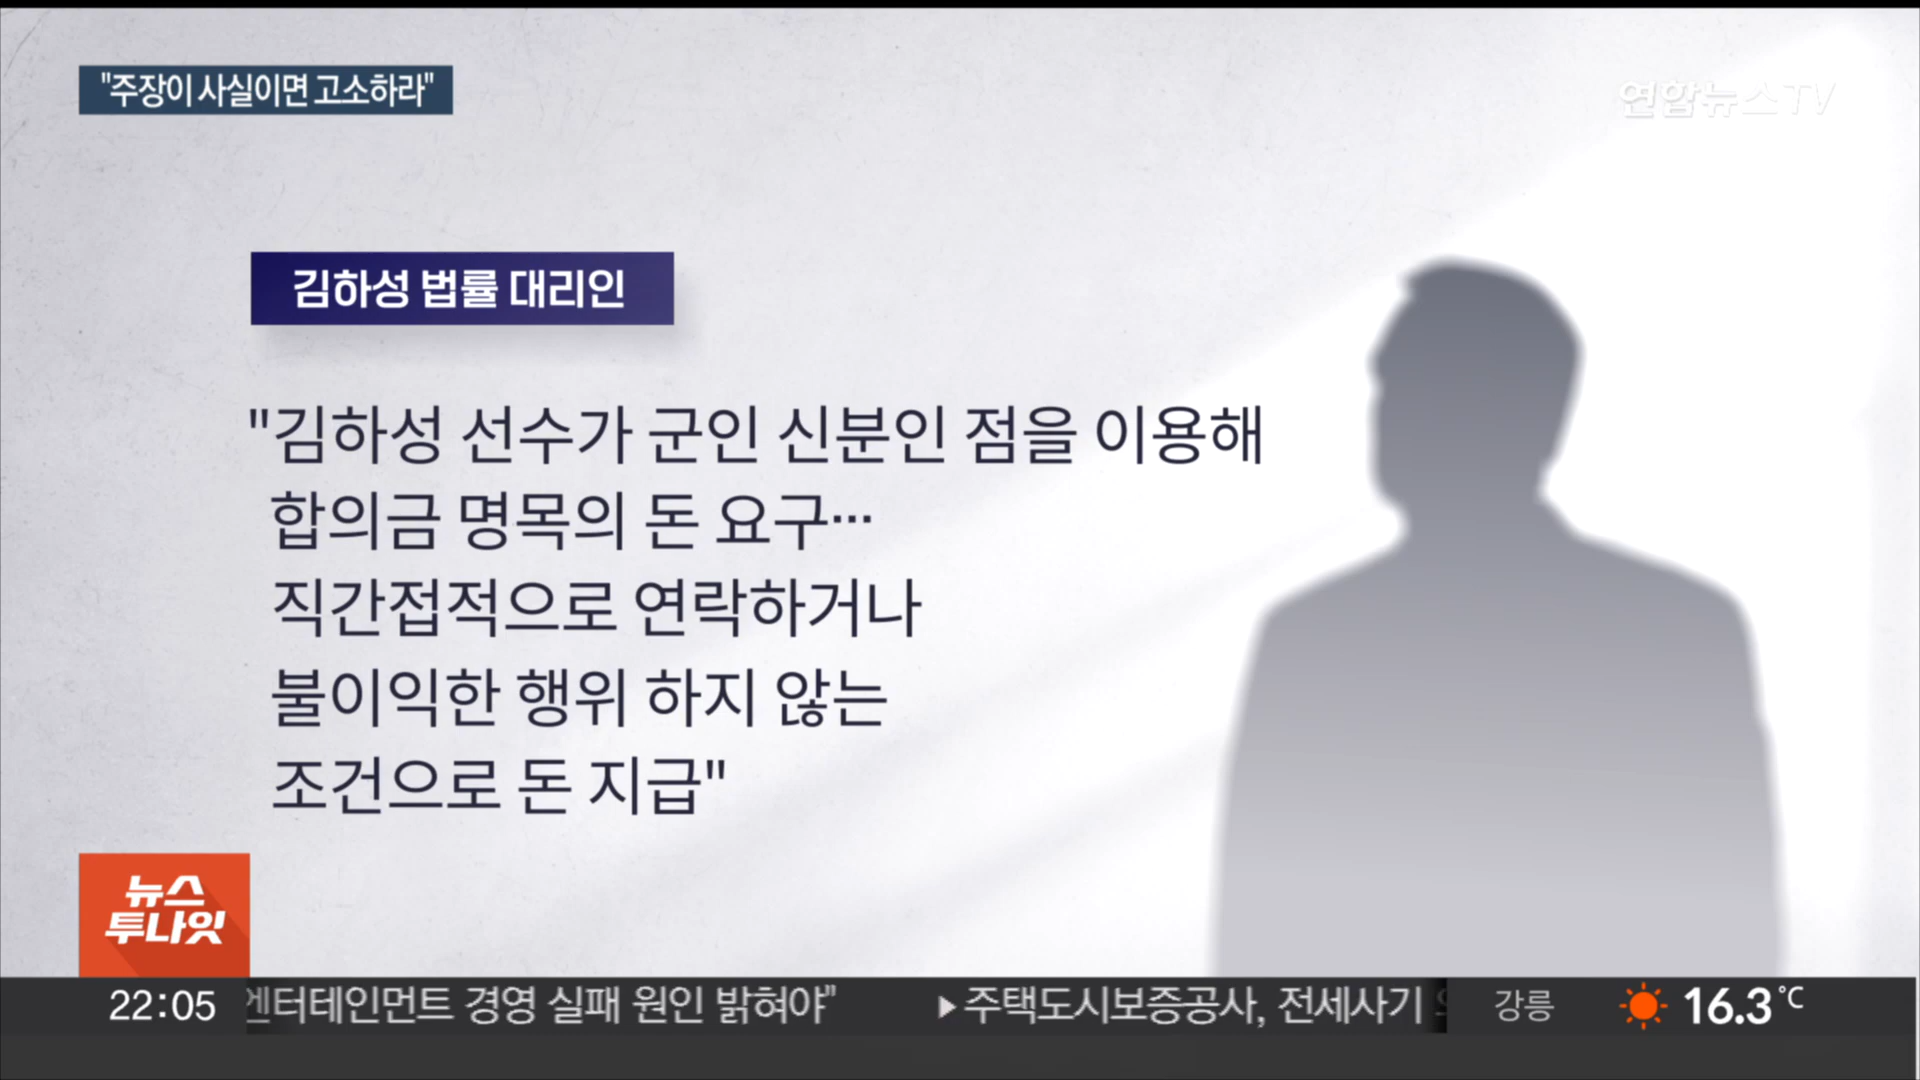 "주장이 사실이면 고소하라"
연합뉴스TV
김하성 법률 대리인
"김하성 선수가 군인 신분인 점을 이용해
합의금 명목의 돈 요구…
직간접적으로 연락하거나
불이익한 행위 하지 않는
조건으로 돈 지급"
뉴스
투나잇
22:05 엔터테인먼트 경영 실패 원인 밝혀야" ▶주택도시보증공사, 전세사기 강릉 16.3℃